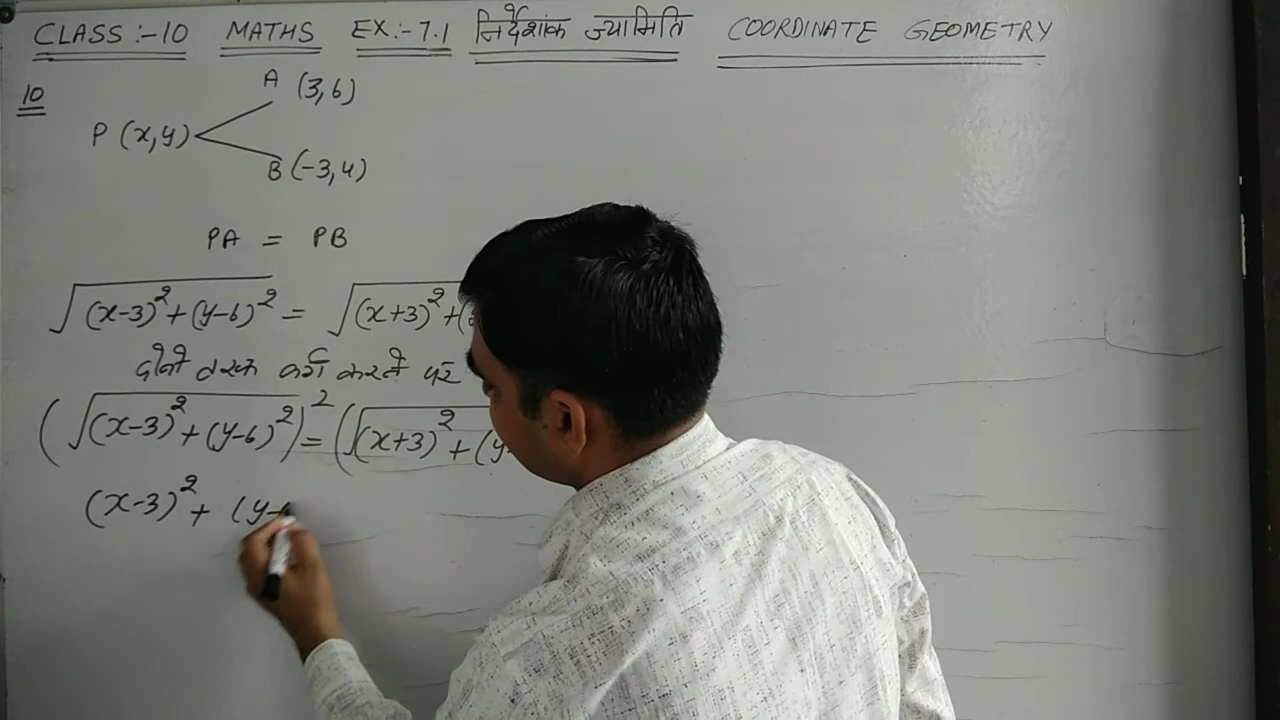 CLASS :- 10 MATHS EX:- 7.1 निर्देशांक ज्यामिति COORDINATE GEOMETRY
10
A (3,6)
P (x,y)
B (-3,4)
PA = PB
√(x-3)²+(y-6)² = √(x+3)²+(
दोनों तरफ वर्ग करने पर
(√(x-3)²+(y-6)²)² = (√(x+3)²+(y
(x-3)²+ (y-